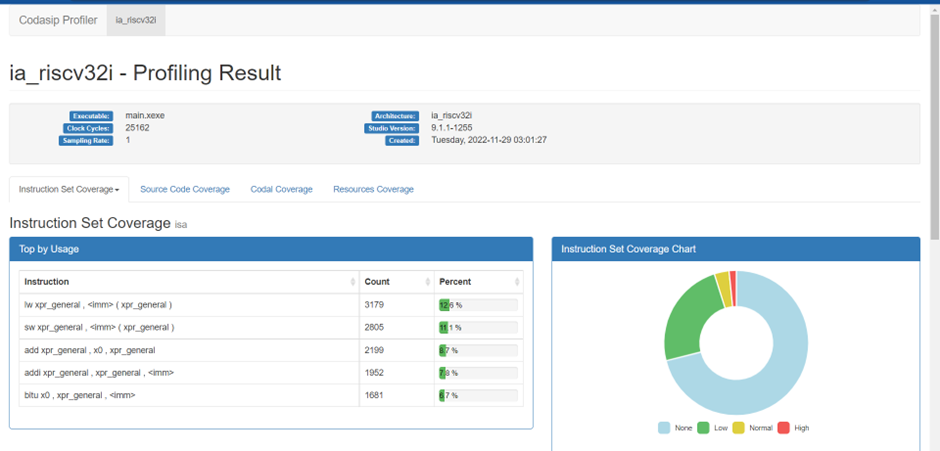 Codasip Profiler ia_riscv32i
ia_riscv32i - Profiling Result
Executable: main.xexe Architecture: ia_riscv32i
Clock Cycles: 25162 Studio Version: 9.1.1-1255
Sampling Rate: 1 Created: Tuesday, 2022-11-29 03:01:27
Instruction Set Coverage Source Code Coverage Codal Coverage Resources Coverage
Instruction Set Coverage isa
Top by Usage
Instruction Count Percent
lw xpr_general , <imm> ( xpr_general ) 3179 12.6 %
sw xpr_general , <imm> ( xpr_general ) 2805 11.1 %
add xpr_general , x0 , xpr_general 2199 8.7 %
addi xpr_general , xpr_general , <imm> 1952 7.8 %
bltu x0 , xpr_general , <imm> 1681 6.7 %
Instruction Set Coverage Chart
None Low Normal High